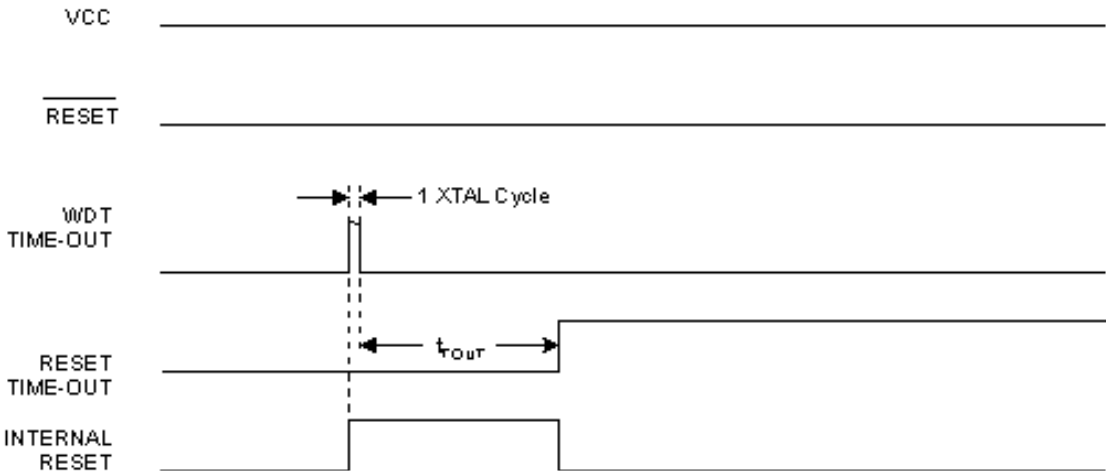 VCC
RESET
1 XTAL Cycle
WDT
TIME-OUT
tTOUT
RESET
TIME-OUT
INTERNAL
RESET